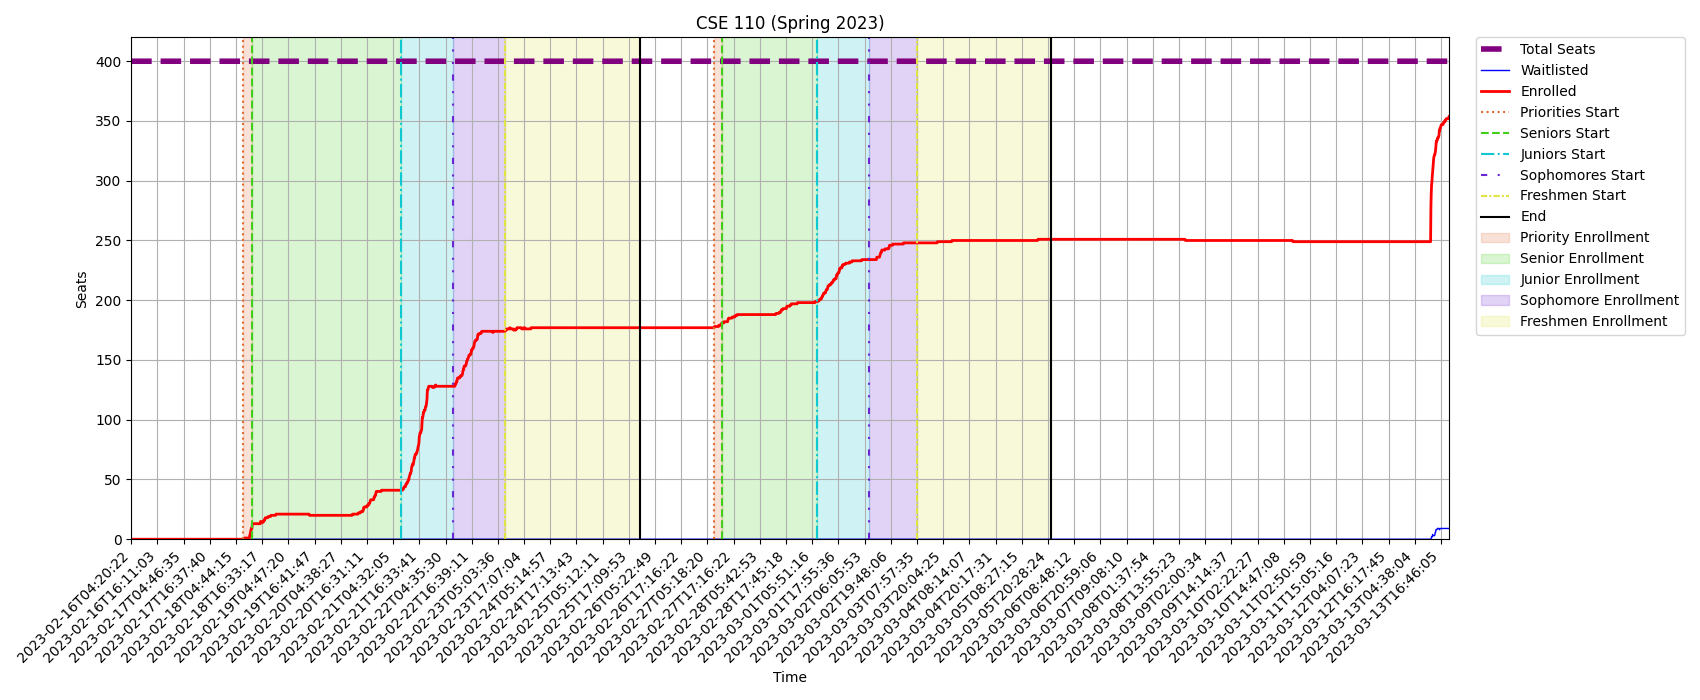 CSE 110 (Spring 2023)
400
350
300
250
200
150
100
50
0
Seats
2023-02-16T04:20:22
2023-02-16T16:11:03
2023-02-17T04:46:35
2023-02-17T16:37:40
2023-02-18T04:44:15
2023-02-18T16:33:17
2023-02-19T04:47:20
2023-02-19T16:41:47
2023-02-20T04:38:27
2023-02-20T16:31:11
2023-02-21T04:32:05
2023-02-21T16:33:41
2023-02-22T04:35:30
2023-02-22T16:39:11
2023-02-23T05:03:36
2023-02-23T17:07:04
2023-02-24T05:14:57
2023-02-24T17:13:43
2023-02-25T05:12:11
2023-02-25T17:09:53
2023-02-26T05:22:49
2023-02-26T17:16:22
2023-02-27T05:18:20
2023-02-27T17:16:22
2023-02-28T05:42:53
2023-02-28T17:45:18
2023-03-01T05:51:16
2023-03-01T17:55:36
2023-03-02T06:05:53
2023-03-02T19:48:06
2023-03-03T07:57:35
2023-03-03T20:04:25
2023-03-04T08:14:07
2023-03-04T20:17:31
2023-03-05T08:27:15
2023-03-05T20:28:24
2023-03-06T08:48:12
2023-03-06T20:59:06
2023-03-07T09:08:10
2023-03-08T01:37:54
2023-03-08T13:55:23
2023-03-09T02:00:34
2023-03-09T14:14:37
2023-03-10T02:22:27
2023-03-10T14:47:08
2023-03-11T02:50:59
2023-03-11T15:05:16
2023-03-12T04:07:23
2023-03-12T16:17:45
2023-03-13T04:38:04
2023-03-13T16:46:05
Time
Total Seats
Waitlisted
Enrolled
Priorities Start
Seniors Start
Juniors Start
Sophomores Start
Freshmen Start
End
Priority Enrollment
Senior Enrollment
Junior Enrollment
Sophomore Enrollment
Freshmen Enrollment